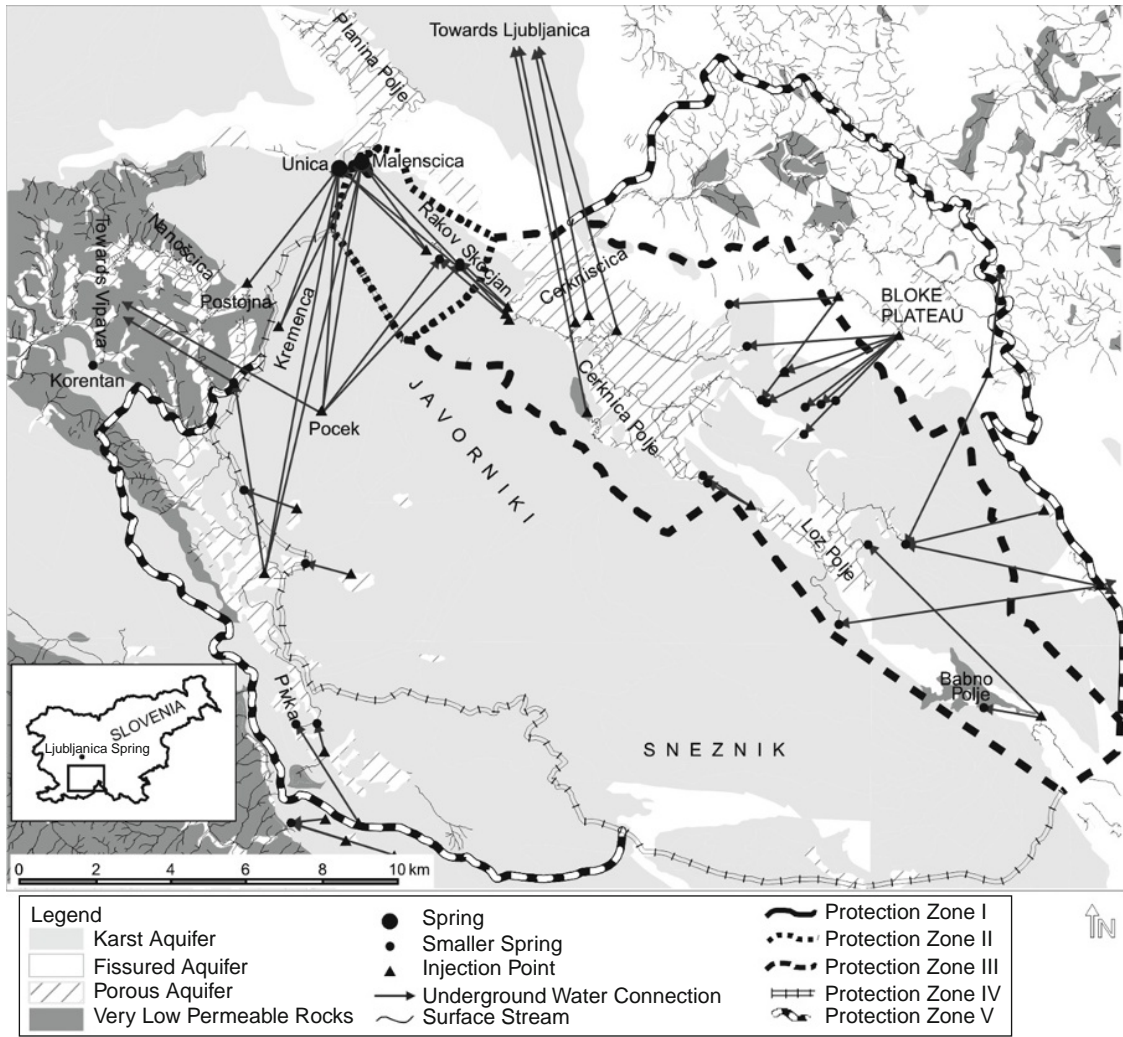 Planina Polje
Towards Ljubljanica
Unica
Malenscica
Rakov Skocjan
Cerkniscica
Nanoščica
Towards Vipava
Postojna
Kremenca
BLOKE
PLATEAU
Korentan
Pocek
JAVORNIKI
Cerknica Polje
Loz Polje
Babno
Polje
Pivka
SNEZNIK
SLOVENIA
Ljubljanica Spring
0 2 4 6 8 10 km
Legend
Karst Aquifer
Fissured Aquifer
Porous Aquifer
Very Low Permeable Rocks
Spring
Smaller Spring
Injection Point
Underground Water Connection
Surface Stream
Protection Zone I
Protection Zone II
Protection Zone III
Protection Zone IV
Protection Zone V
N